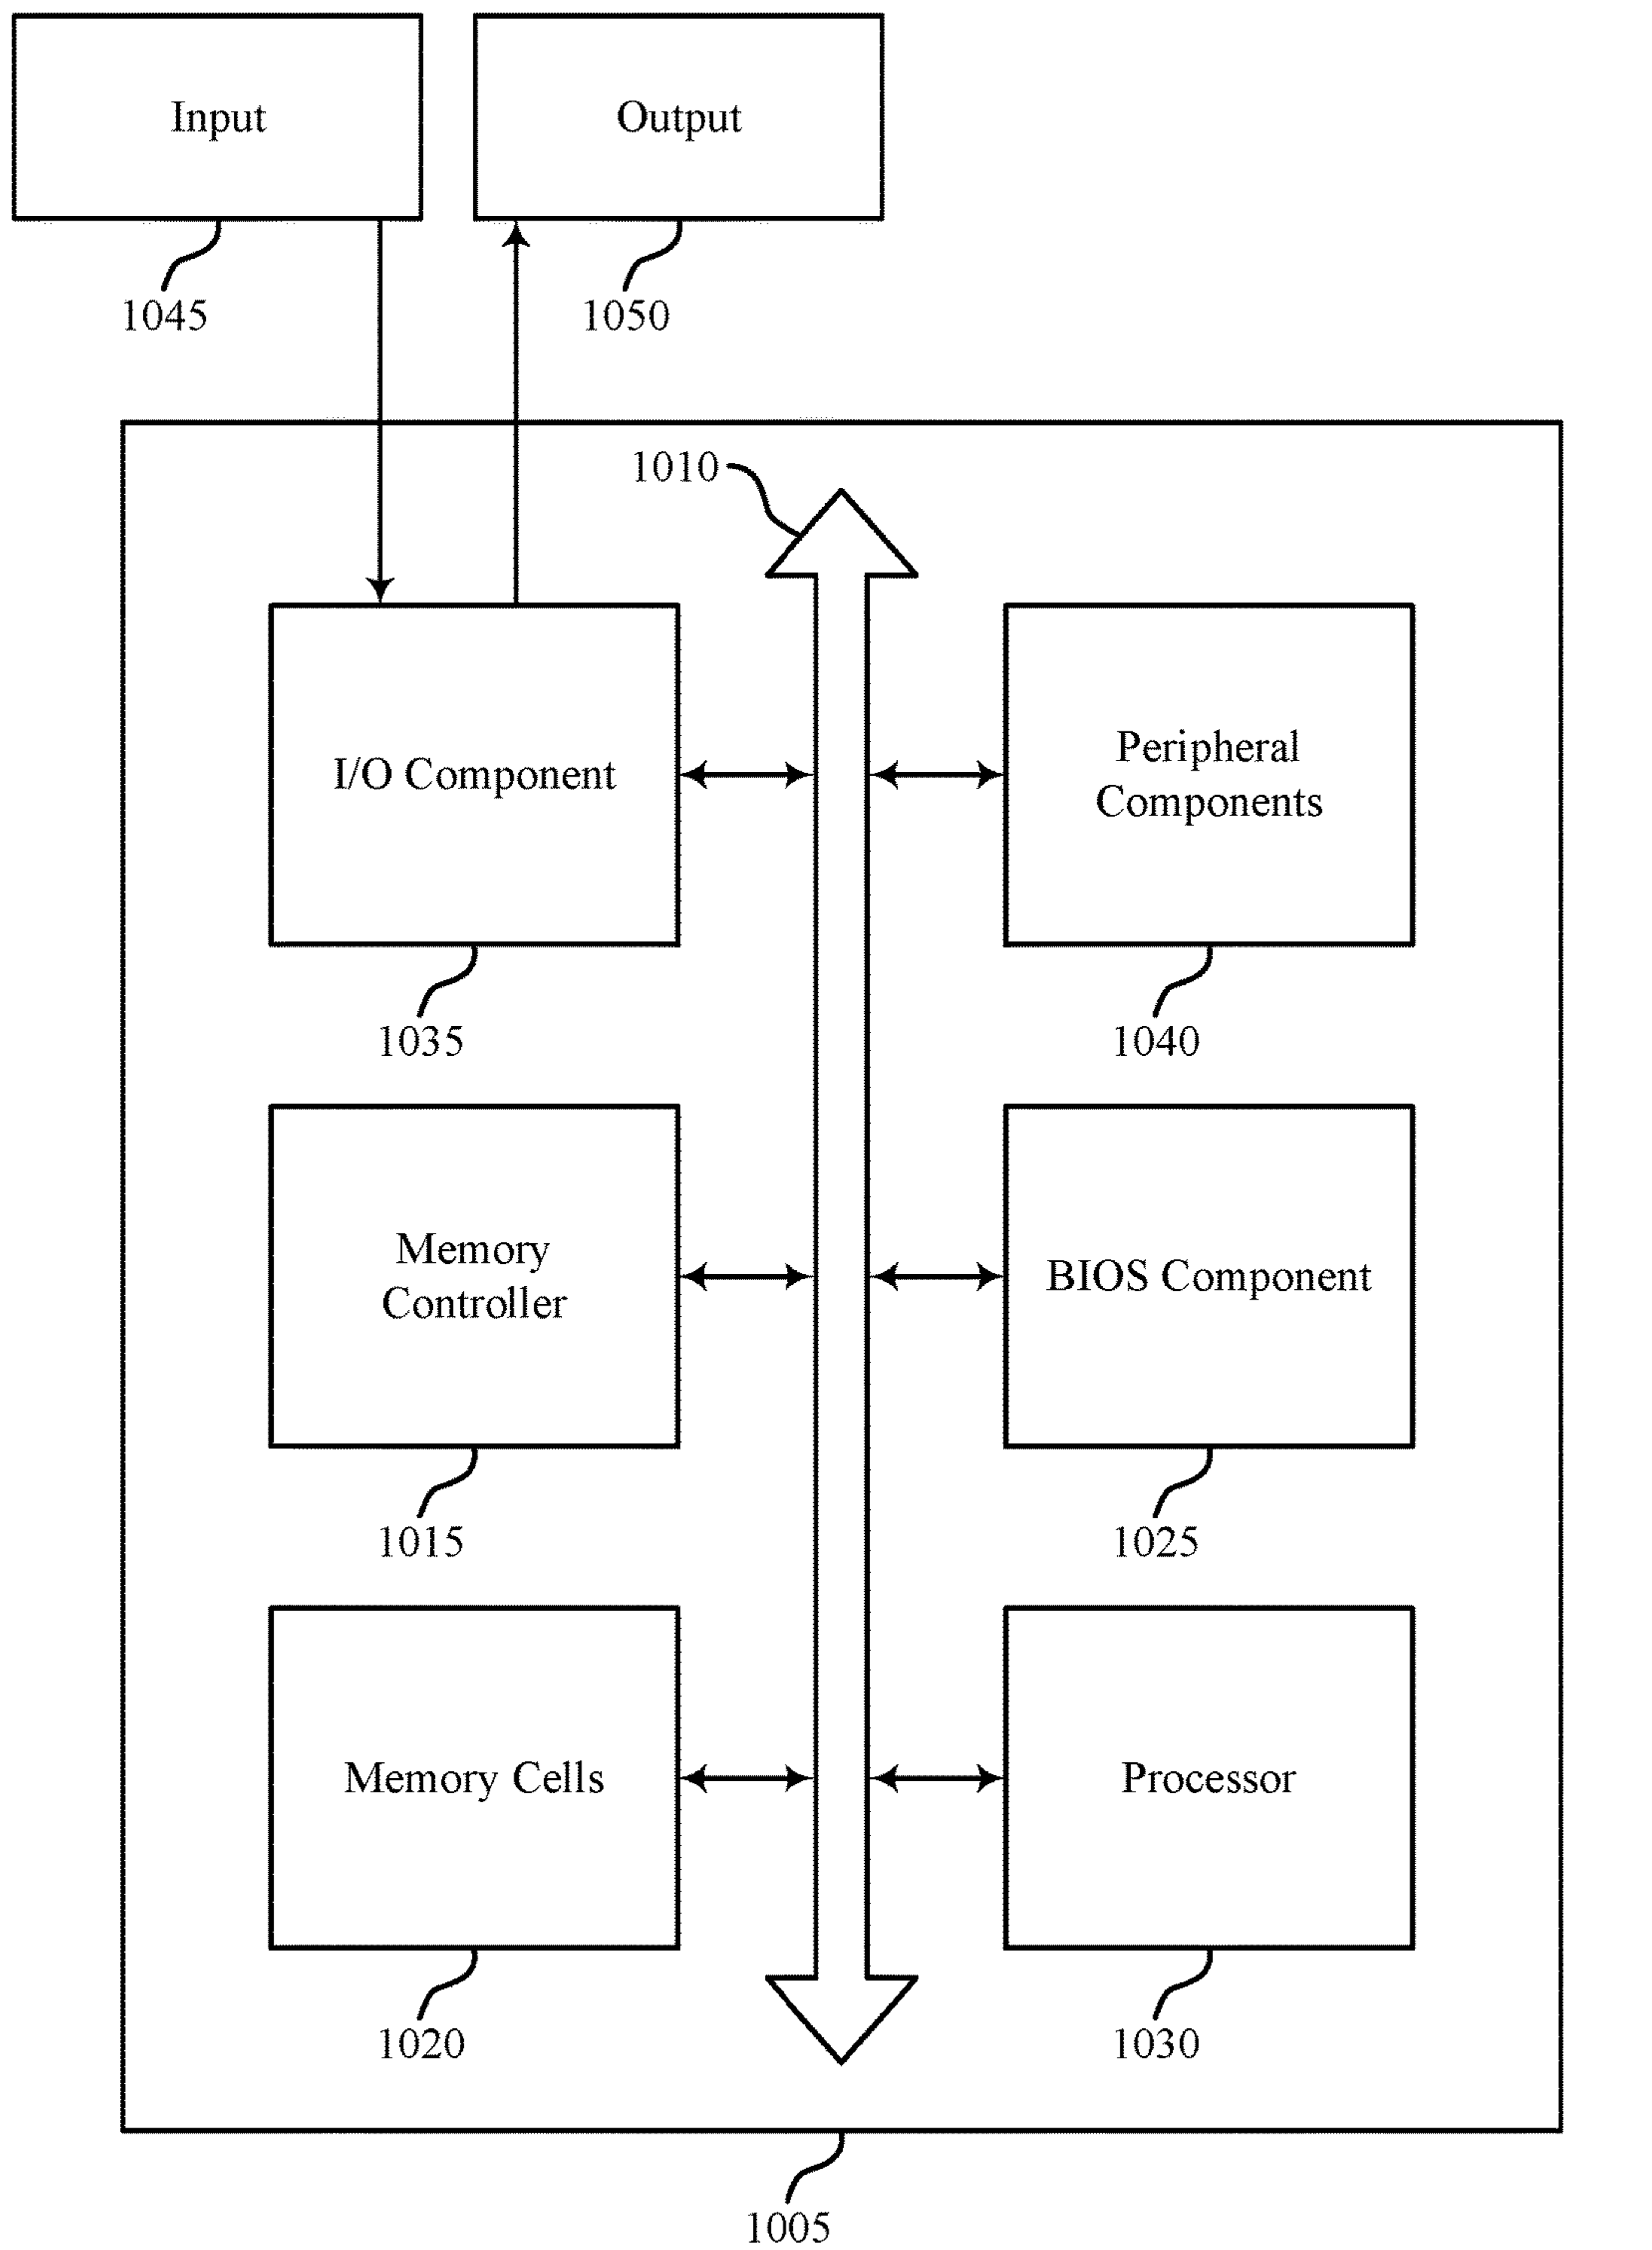 Input
Output
1045
1050
1010
I/O Component
Peripheral
Components
1035
1040
Memory
Controller
BIOS Component
1015
1025
Memory Cells
Processor
1020
1030
1005